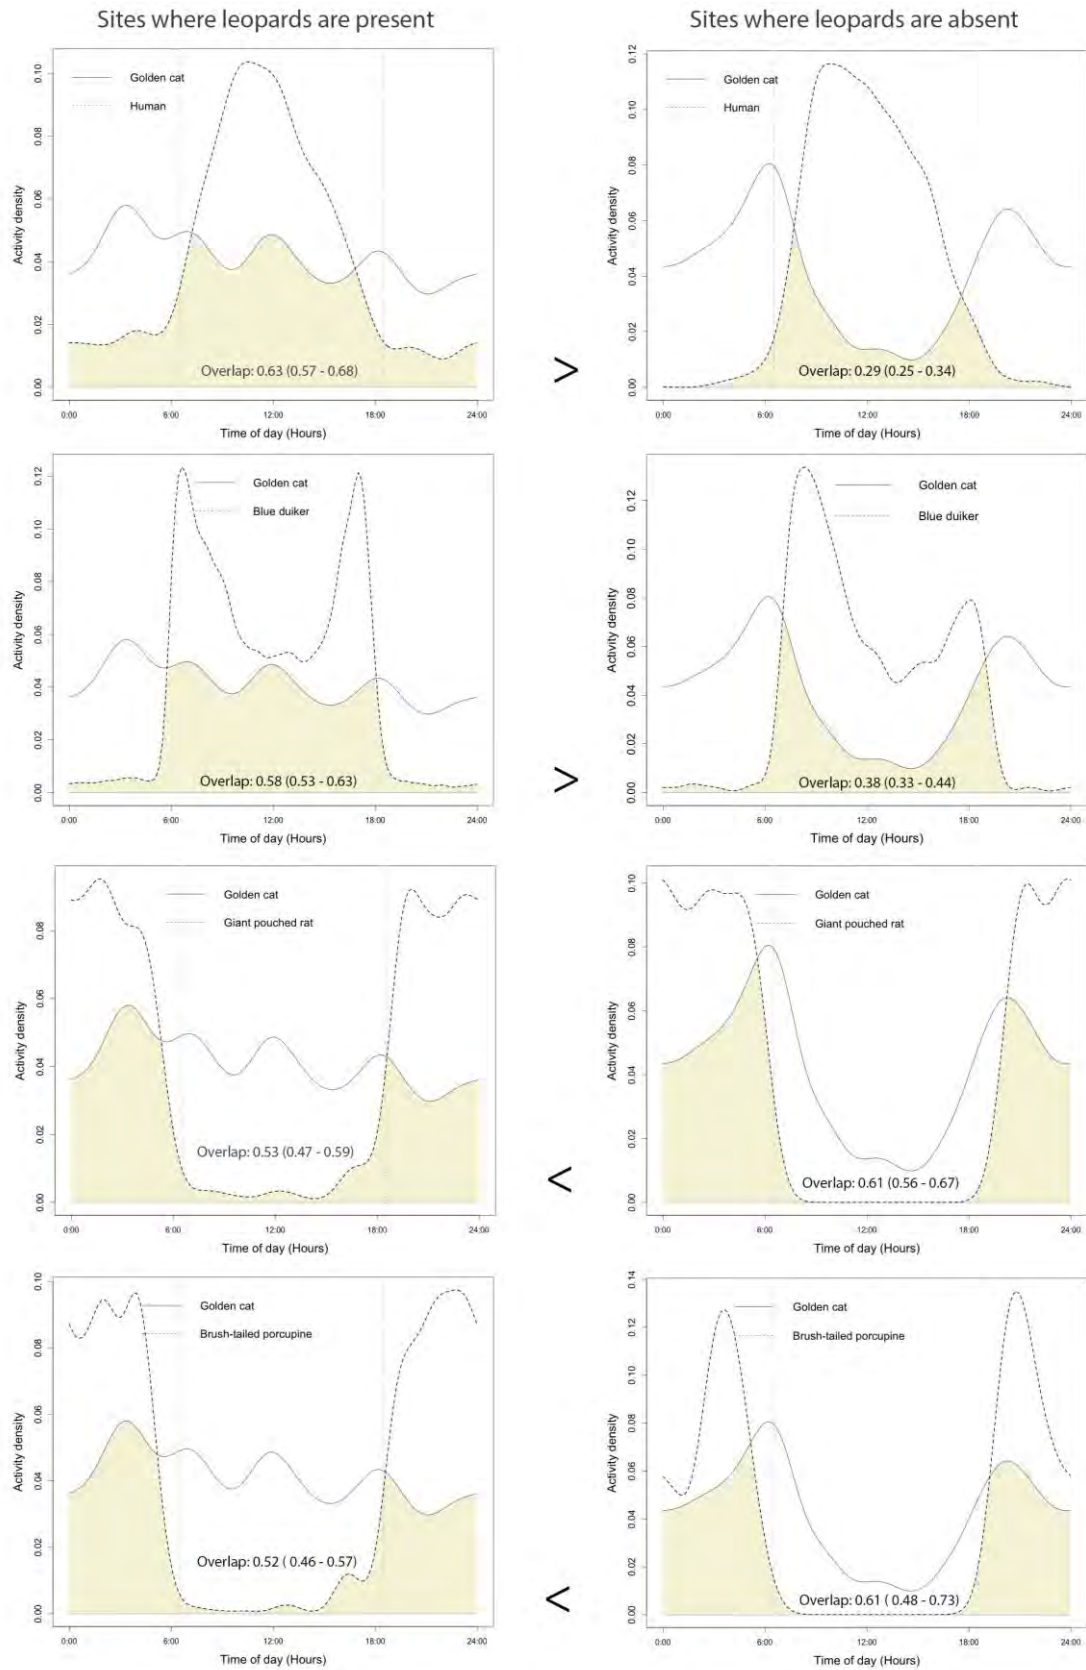 Sites where leopards are present
Sites where leopards are absent
Golden cat
Human
Activity density
0.00 0.02 0.04 0.06 0.08 0.10
Overlap: 0.63 (0.57 - 0.68)
0:00 6:00 12:00 18:00 24:00
Time of day (Hours)
>
Golden cat
Human
Activity density
0.00 0.02 0.04 0.06 0.08 0.10 0.12
Overlap: 0.29 (0.25 - 0.34)
0:00 6:00 12:00 18:00 24:00
Time of day (Hours)
Golden cat
Blue duiker
Activity density
0.00 0.02 0.04 0.06 0.08 0.10 0.12
Overlap: 0.58 (0.53 - 0.63)
0:00 6:00 12:00 18:00 24:00
Time of day (Hours)
>
Golden cat
Blue duiker
Activity density
0.00 0.02 0.04 0.06 0.08 0.10 0.12
Overlap: 0.38 (0.33 - 0.44)
0:00 6:00 12:00 18:00 24:00
Time of day (Hours)
Golden cat
Giant pouched rat
Activity density
0.00 0.02 0.04 0.06 0.08
Overlap: 0.53 (0.47 - 0.59)
0:00 6:00 12:00 18:00 24:00
Time of day (Hours)
<
Golden cat
Giant pouched rat
Activity density
0.00 0.02 0.04 0.06 0.08 0.10
Overlap: 0.61 (0.56 - 0.67)
0:00 6:00 12:00 18:00 24:00
Time of day (Hours)
Golden cat
Brush-tailed porcupine
Activity density
0.00 0.02 0.04 0.06 0.08 0.10
Overlap: 0.52 ( 0.46 - 0.57)
0:00 6:00 12:00 18:00 24:00
Time of day (Hours)
<
Golden cat
Brush-tailed porcupine
Activity density
0.00 0.02 0.04 0.06 0.08 0.10 0.12 0.14
Overlap: 0.61 ( 0.48 - 0.73)
0:00 6:00 12:00 18:00 24:00
Time of day (Hours)